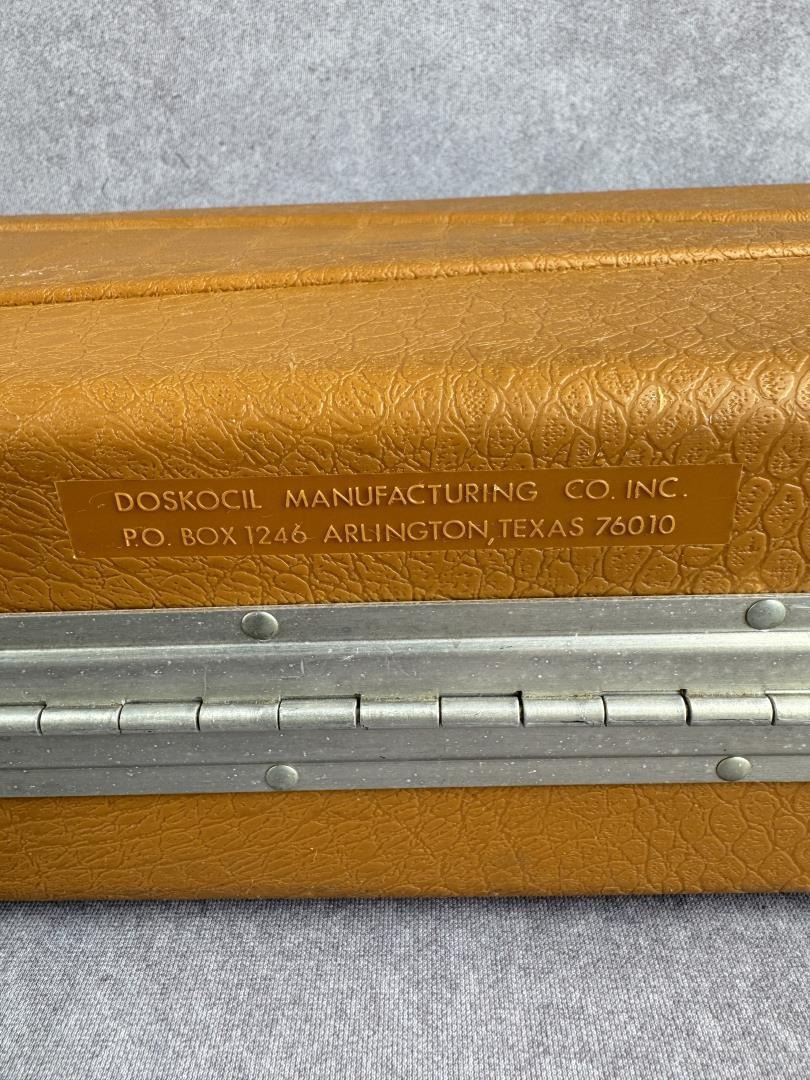 DOSKOCIL MANUFACTURING CO. INC.
P.O. BOX 1246 ARLINGTON, TEXAS 76010